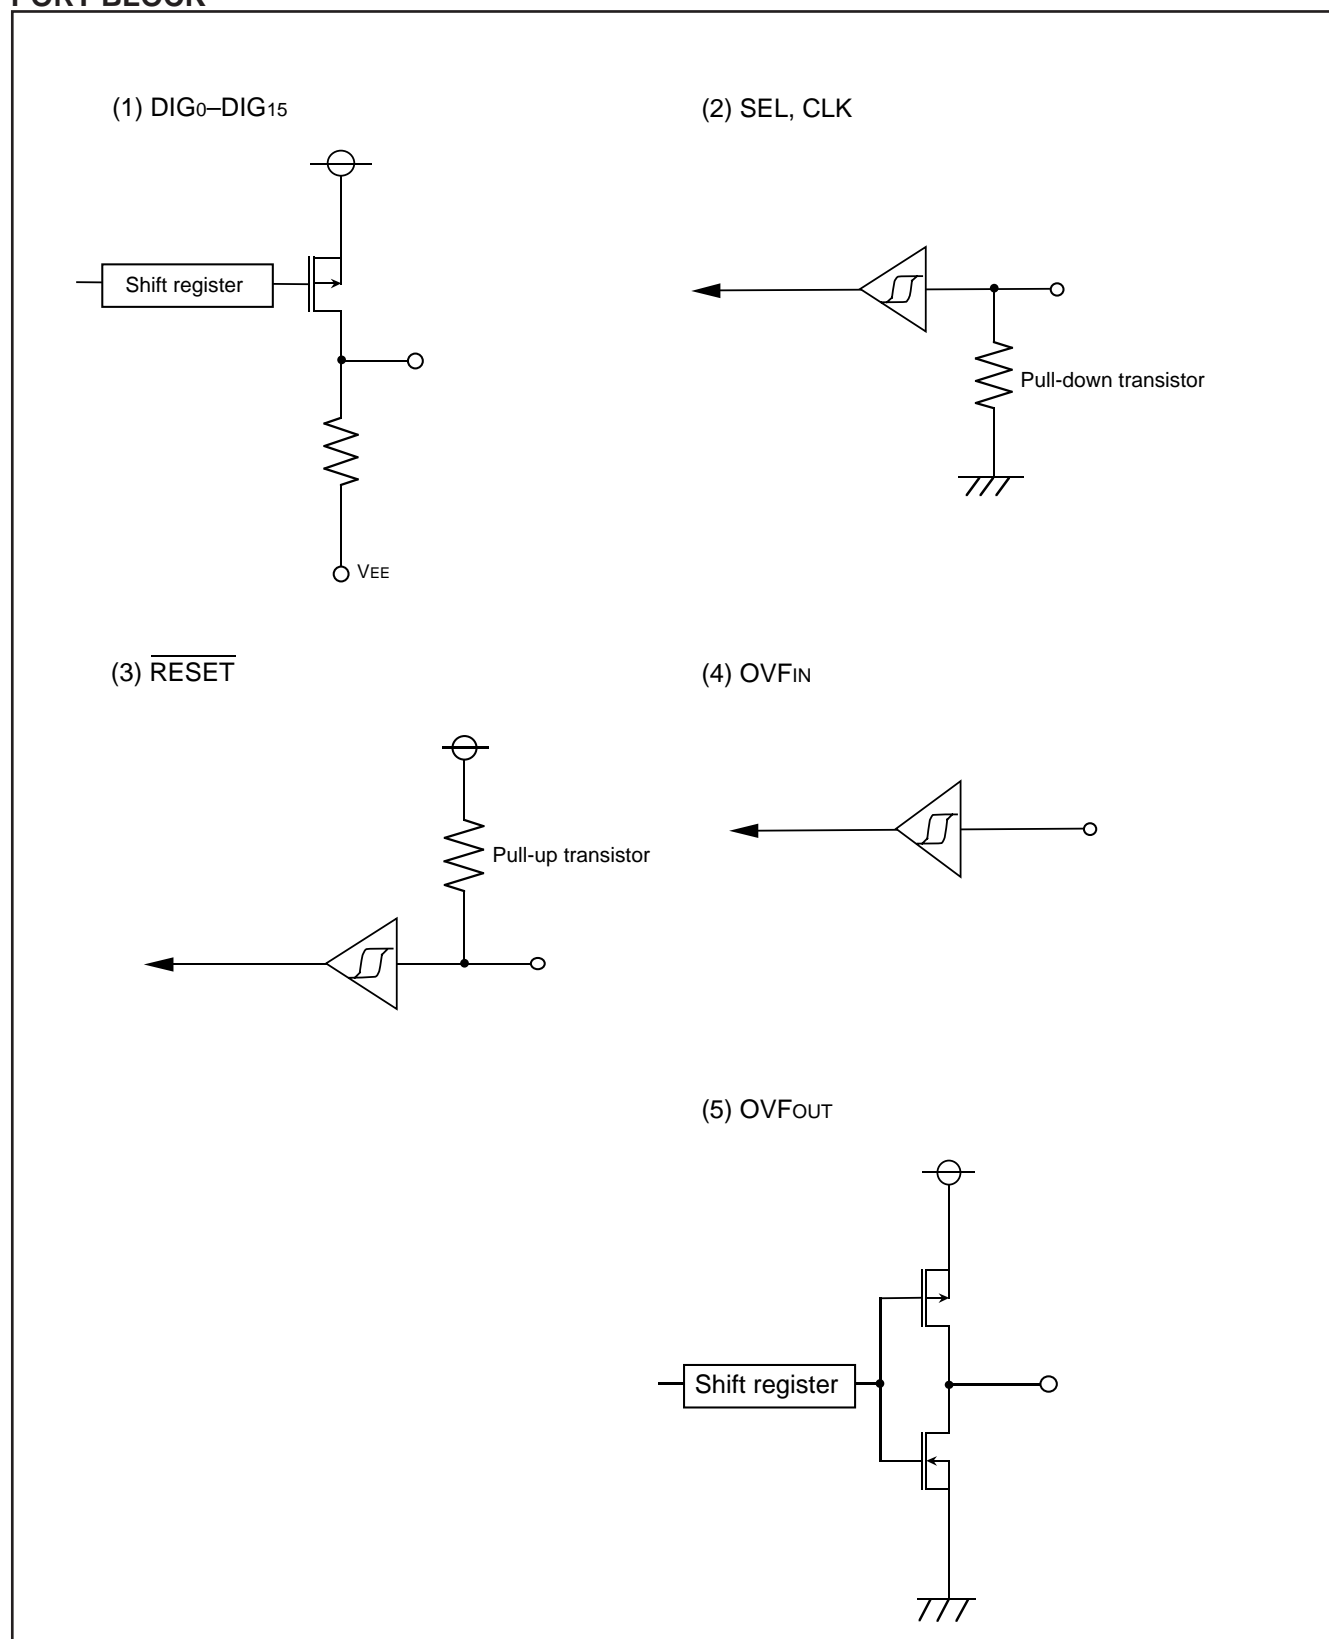 PORT BLOCK
(1) DIG0–DIG15
(2) SEL, CLK
Shift register
Pull-down transistor
VEE
(3) RESET
(4) OVFIN
Pull-up transistor
(5) OVFOUT
Shift register